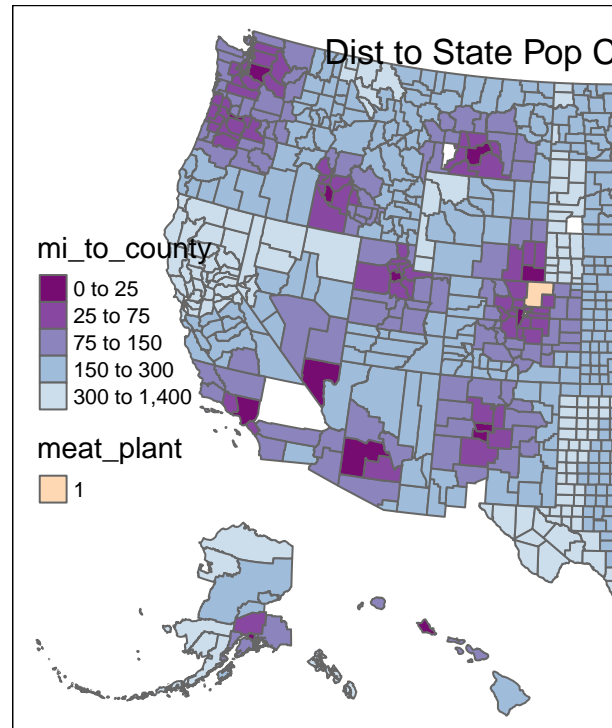 Dist to State Pop C
mi_to_county
0 to 25
25 to 75
75 to 150
150 to 300
300 to 1,400
meat_plant
1